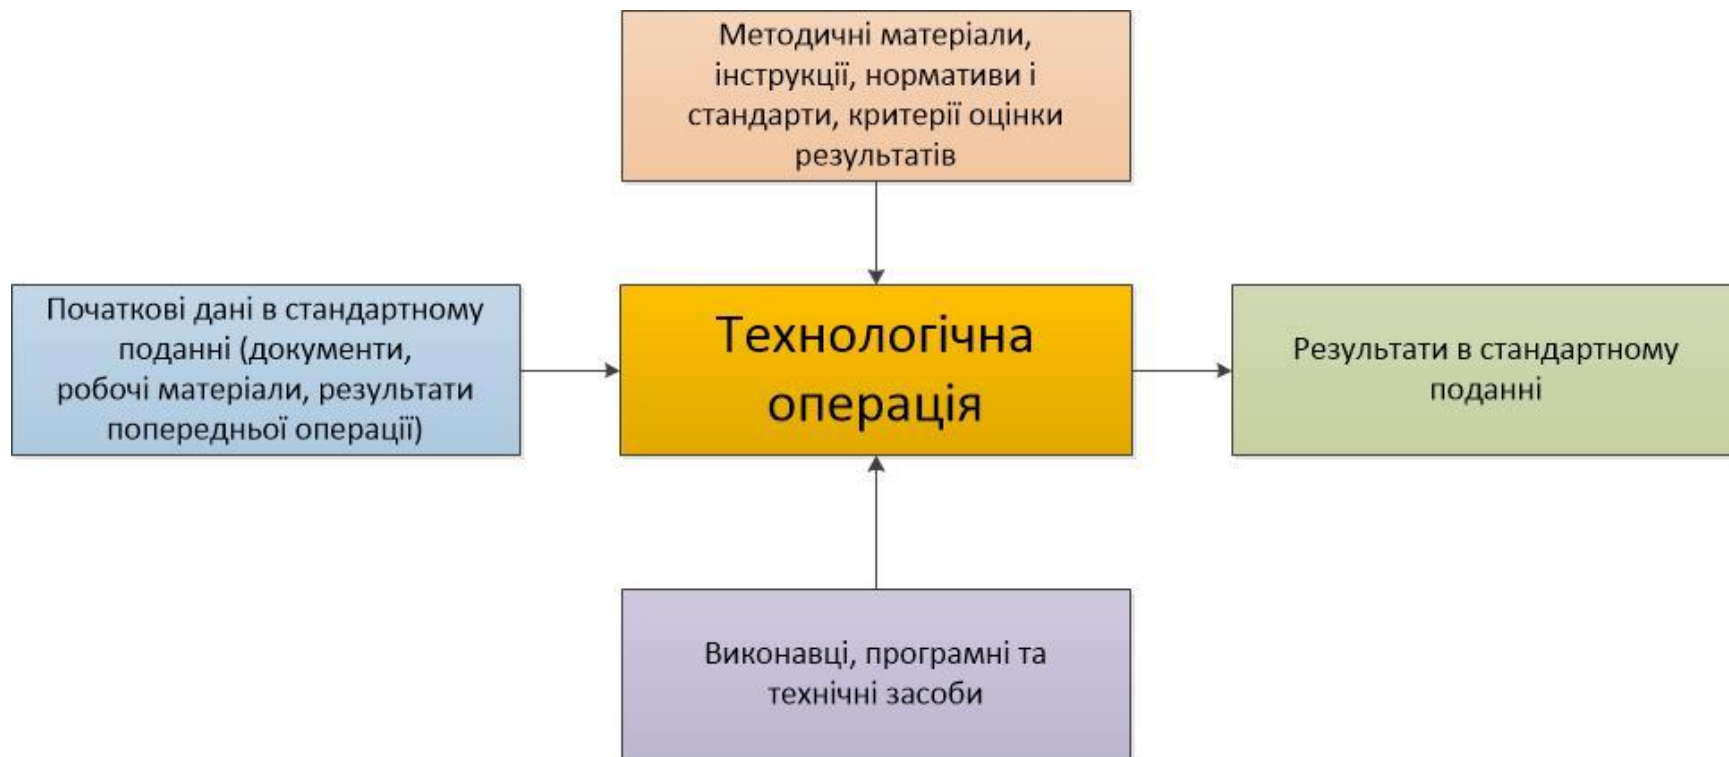 Методичні матеріали,
інструкції, нормативи і
стандарти, критерії оцінки
результатів
Початкові дані в стандартному
поданні (документи,
робочі матеріали, результати
попередньої операції)
Технологічна
операція
Результати в стандартному
поданні
Виконавці, програмні та
технічні засоби